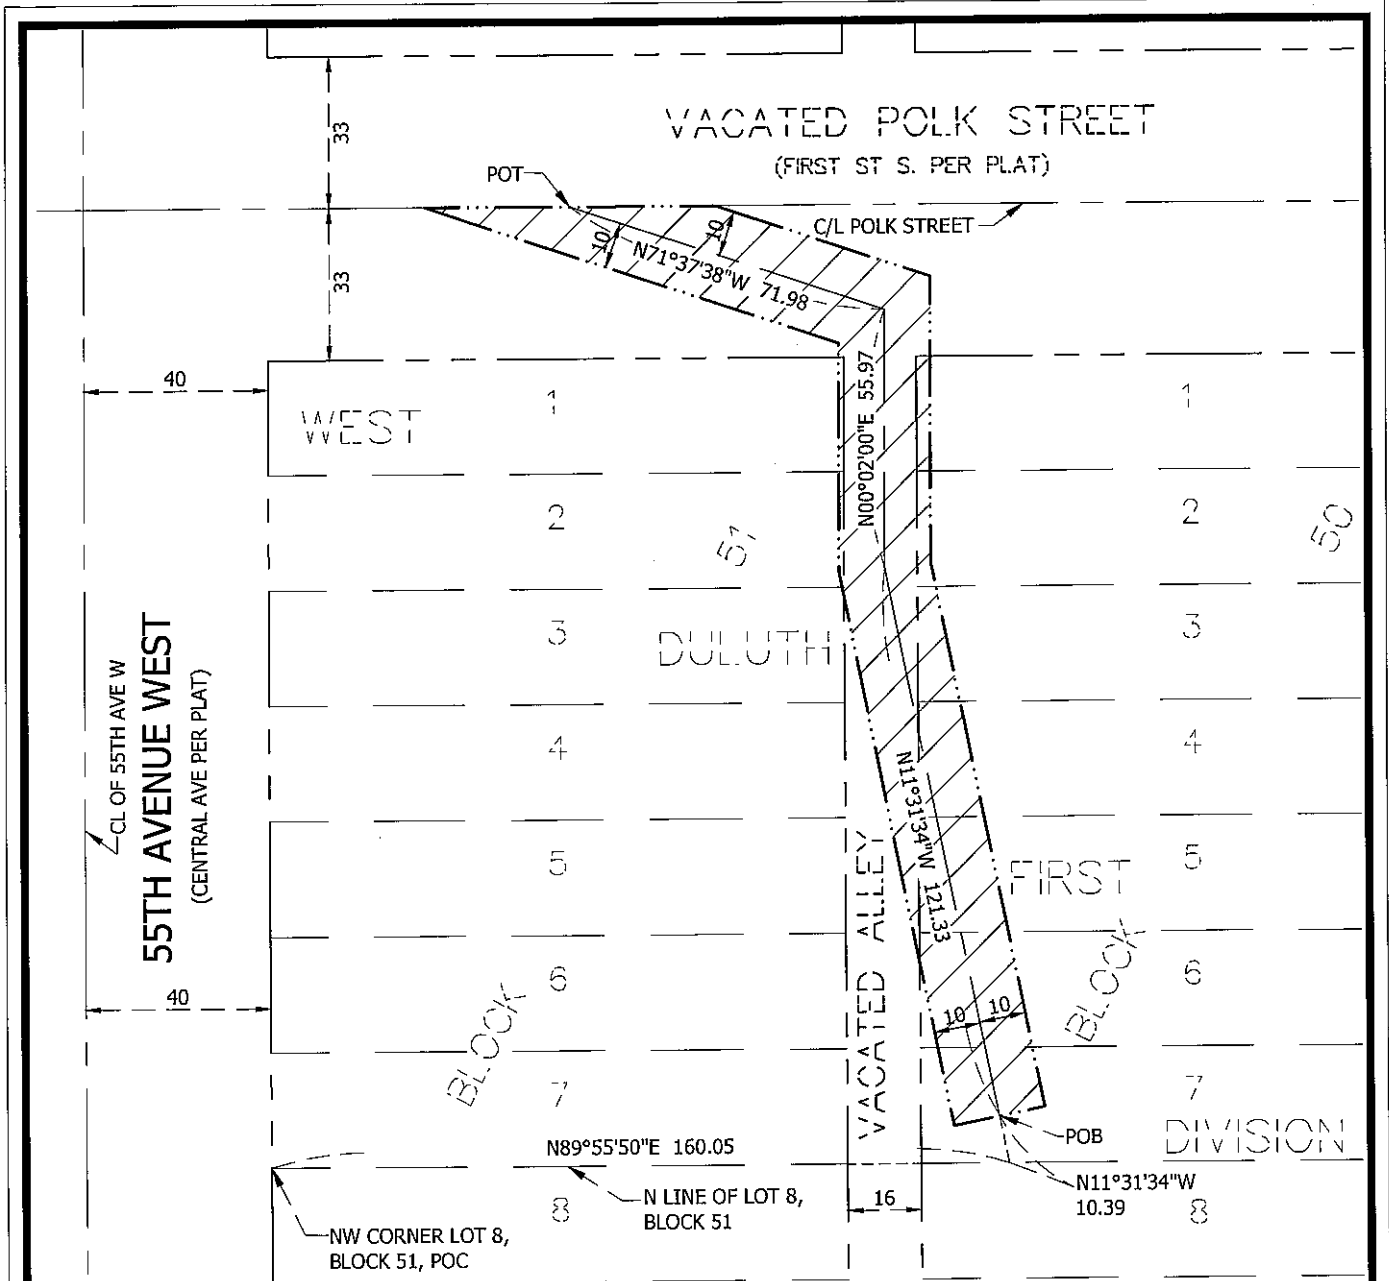 VACATED POLK STREET
(FIRST ST S. PER PLAT)
33
POT
C/L POLK STREET
10
10
N71°37'38"W 71.98
33
40
WEST
1
1
N00°02'00"E 55.97
2
2
51
50
3
3
DULUTH
CL OF 55TH AVE W
55TH AVENUE WEST
(CENTRAL AVE PER PLAT)
4
4
N11°31'34"W 121.33
5
5
FIRST
VACATED ALLEY
40
6
6
BLOCK
BLOCK
10
10
7
7
POB
DIVISION
N89°55'50"E 160.05
N11°31'34"W
10.39
N LINE OF LOT 8,
BLOCK 51
16
8
8
NW CORNER LOT 8,
BLOCK 51, POC